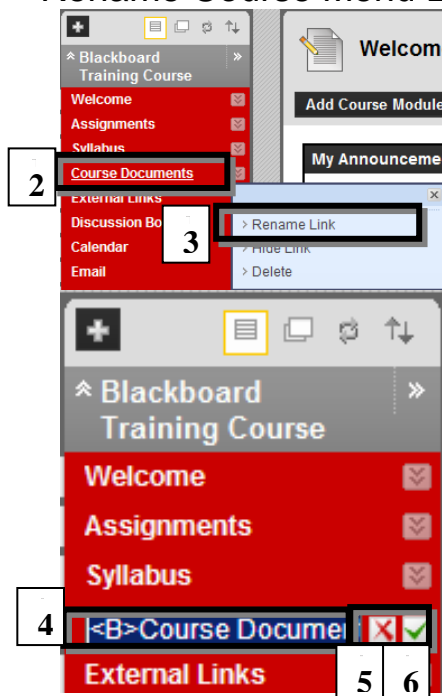 Rename Course Menu
Blackboard
Training Course
Welcome
Assignments
Syllabus
Course Documents
External Links
Discussion Bo
Calendar
Email
Welcom
Add Course Module
My Announceme
2
3
> Rename Link
> Hide Link
> Delete
Blackboard
Training Course
Welcome
Assignments
Syllabus
4
<B>Course Documen
External Links
5
6